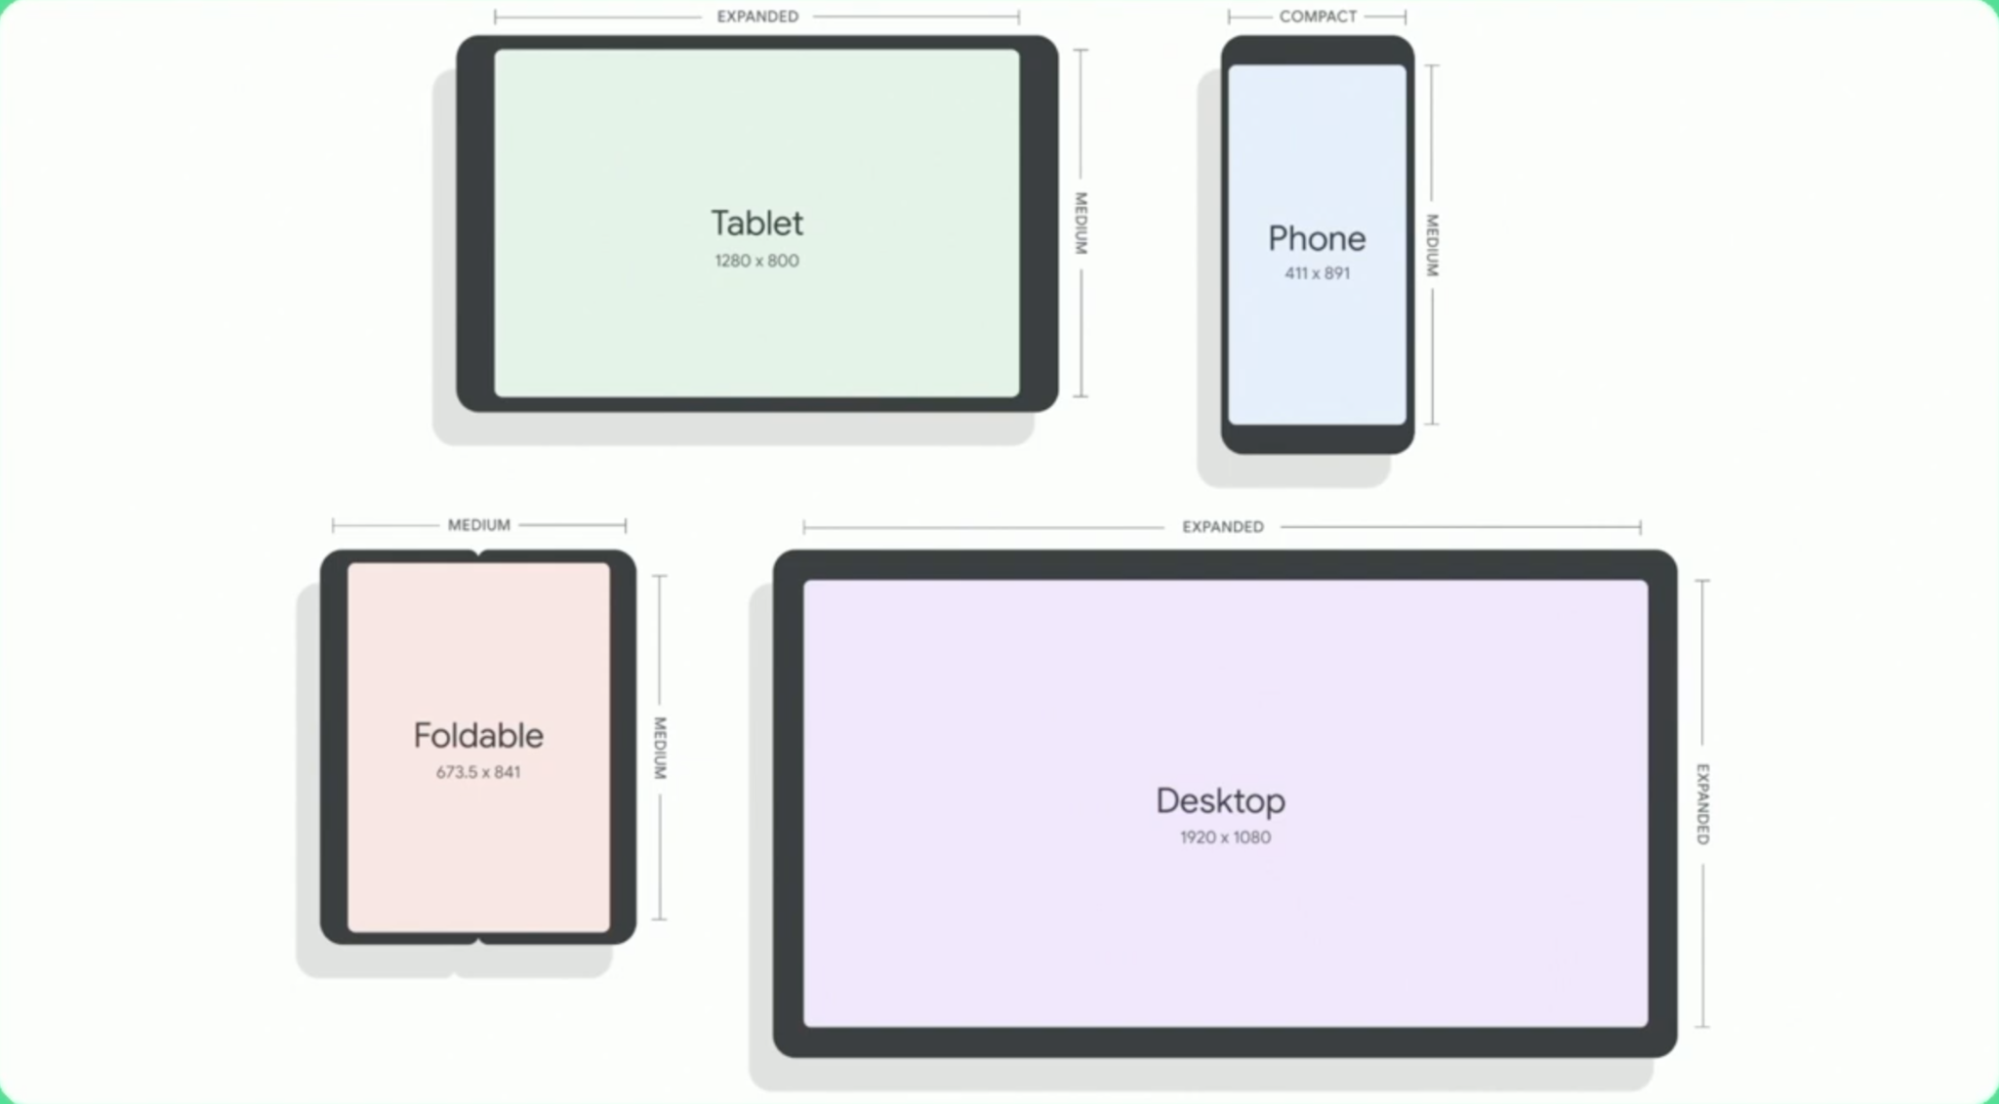 EXPANDED
COMPACT
Tablet
1280 x 800
MEDIUM
Phone
411 x 891
MEDIUM
MEDIUM
EXPANDED
Foldable
673.5 x 841
MEDIUM
Desktop
1920 x 1080
EXPANDED